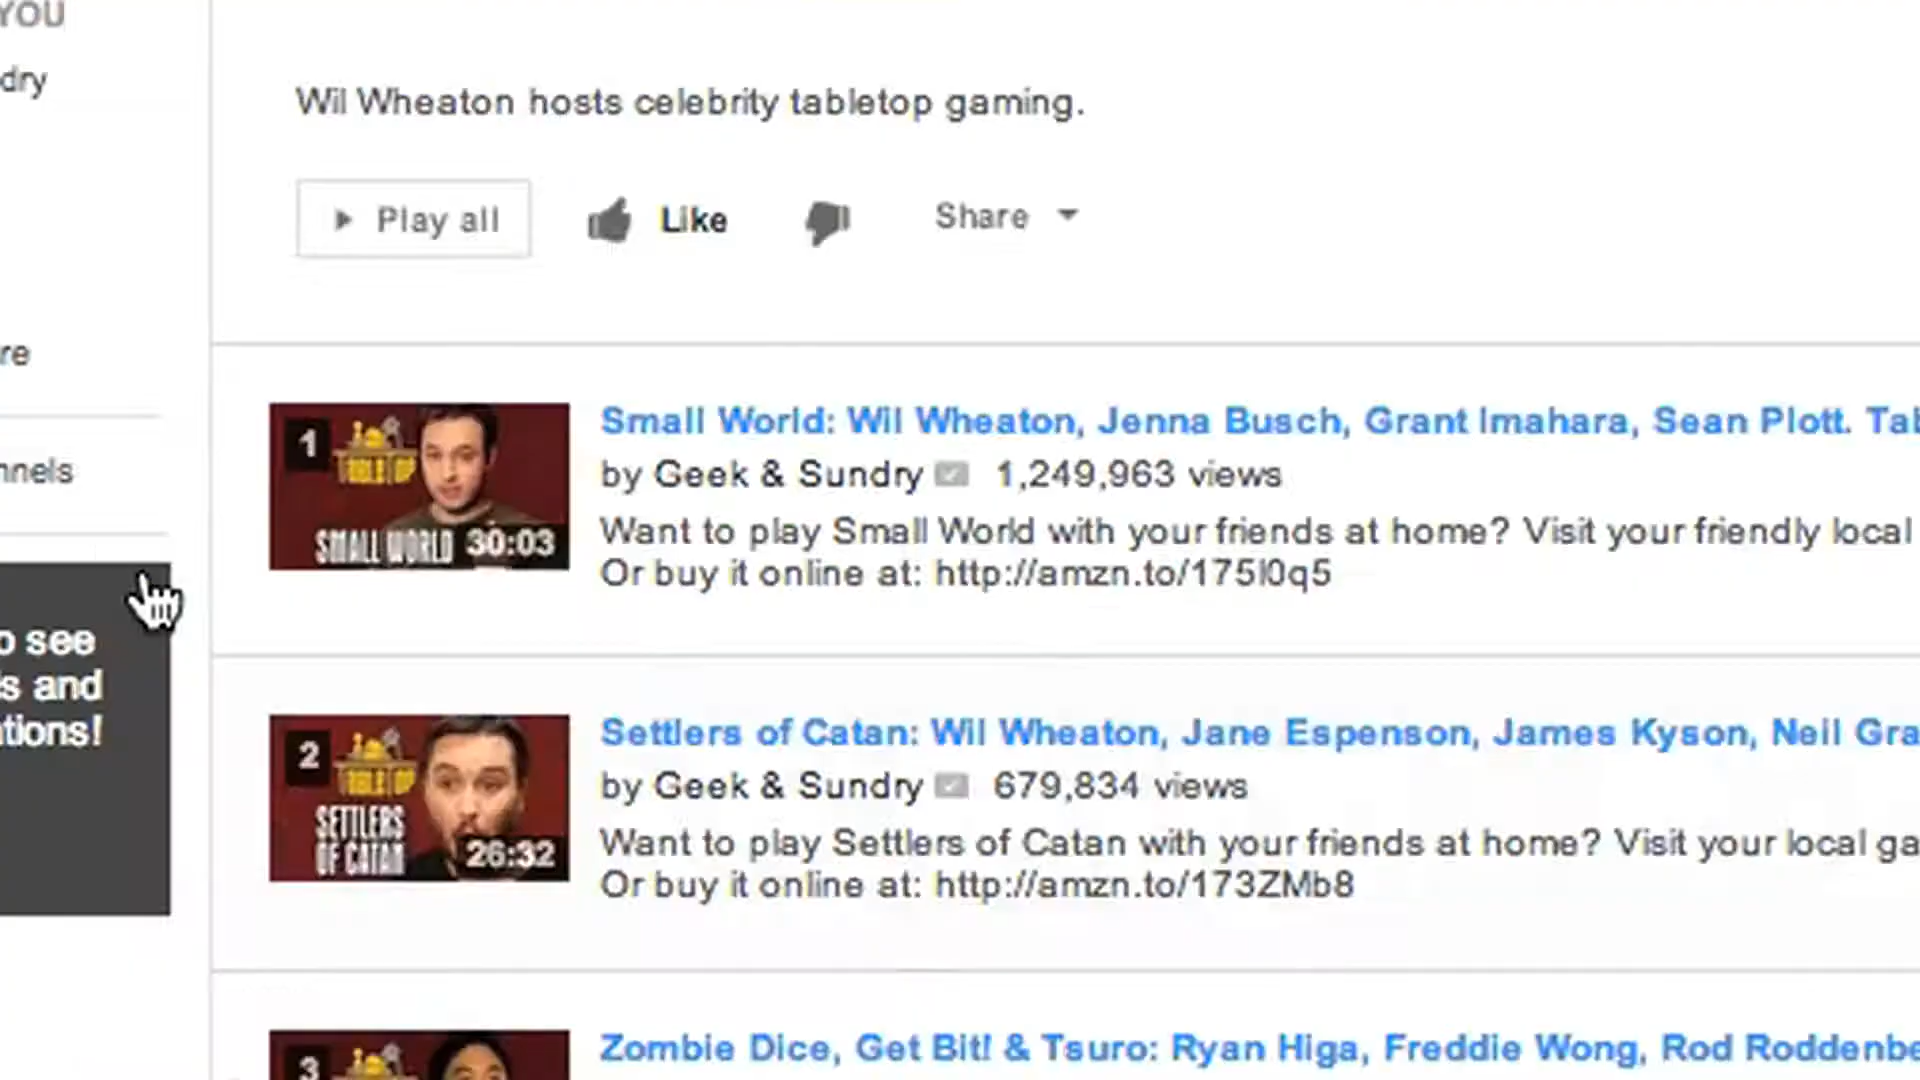 YOU
dry
re
nnels
o see
s and
ations!
Wil Wheaton hosts celebrity tabletop gaming.
Play all Like Share
1
TABLETOP
SMALL WORLD 30:03
Small World: Wil Wheaton, Jenna Busch, Grant Imahara, Sean Plott. Tab
by Geek & Sundry 1,249,963 views
Want to play Small World with your friends at home? Visit your friendly local
Or buy it online at: http://amzn.to/175I0q5
2
TABLETOP
SETTLERS
OF CATAN 26:32
Settlers of Catan: Wil Wheaton, Jane Espenson, James Kyson, Neil Gra
by Geek & Sundry 679,834 views
Want to play Settlers of Catan with your friends at home? Visit your local ga
Or buy it online at: http://amzn.to/173ZMb8
3
Zombie Dice, Get Bit! & Tsuro: Ryan Higa, Freddie Wong, Rod Roddenbe